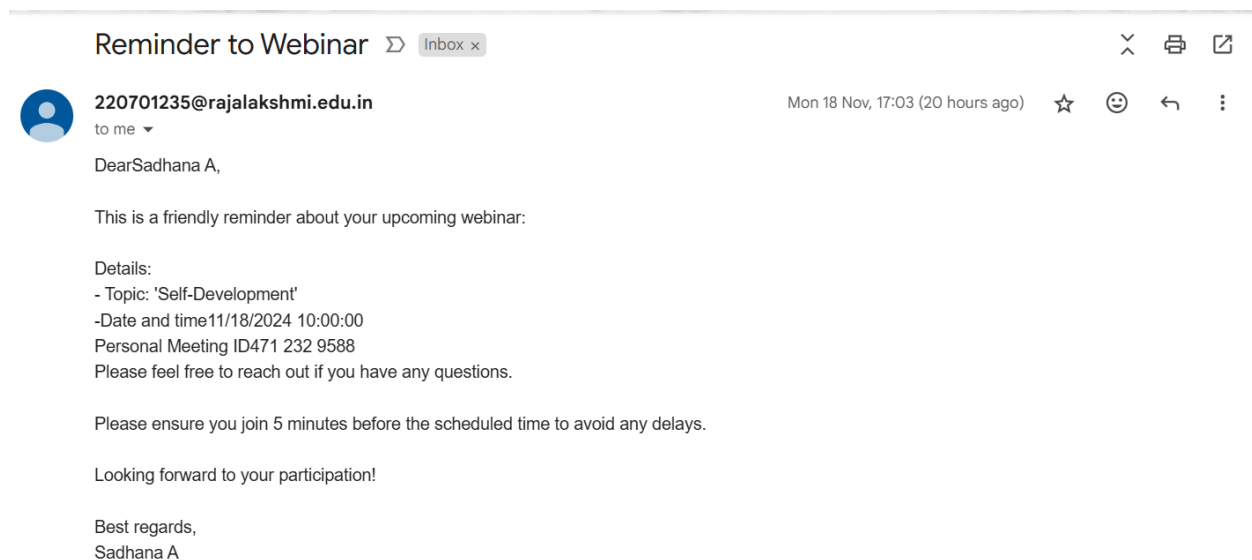 Reminder to Webinar Inbox x
220701235@rajalakshmi.edu.in Mon 18 Nov, 17:03 (20 hours ago)
to me
DearSadhana A,
This is a friendly reminder about your upcoming webinar:
Details:
- Topic: 'Self-Development'
-Date and time11/18/2024 10:00:00
Personal Meeting ID471 232 9588
Please feel free to reach out if you have any questions.
Please ensure you join 5 minutes before the scheduled time to avoid any delays.
Looking forward to your participation!
Best regards,
Sadhana A